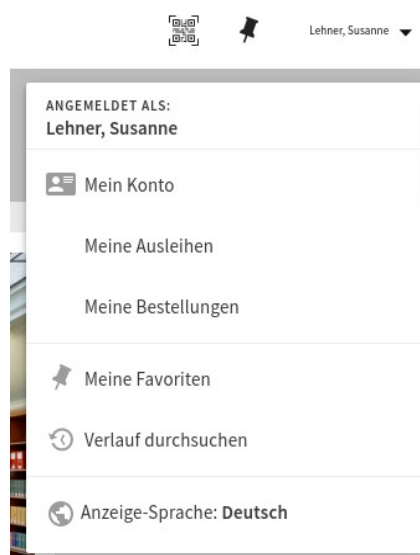 Lehner, Susanne
ANGEMELDET ALS:
Lehner, Susanne
Mein Konto
Meine Ausleihen
Meine Bestellungen
Meine Favoriten
Verlauf durchsuchen
Anzeige-Sprache: Deutsch